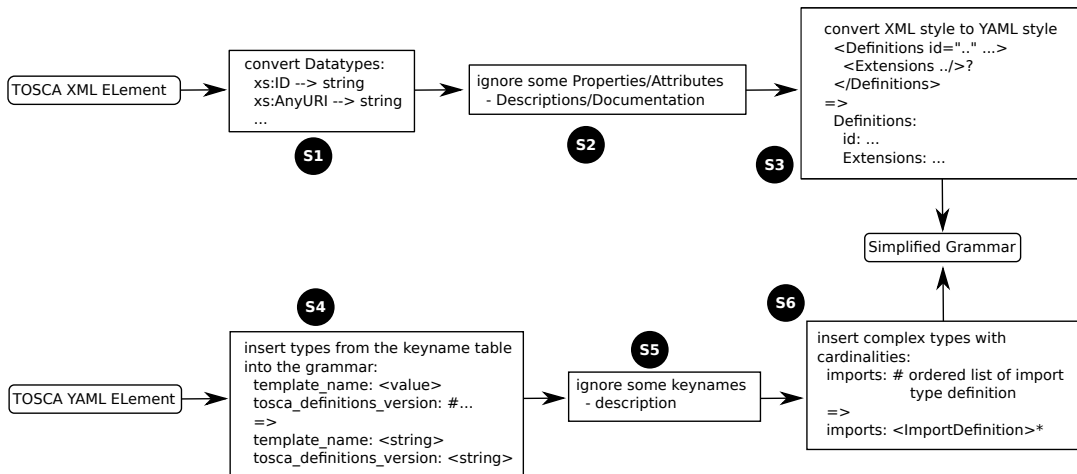 TOSCA XML ELement
convert Datatypes:
xs:ID --> string
xs:AnyURI --> string
...
S1
ignore some Properties/Attributes
- Descriptions/Documentation
S2
convert XML style to YAML style
<Definitions id=".." ...>
<Extensions ../>?
</Definitions>
=>
Definitions:
id: ...
Extensions: ...
S3
Simplified Grammar
TOSCA YAML ELement
S4
insert types from the keyname table
into the grammar:
template_name: <value>
tosca_definitions_version: #...
=>
template_name: <string>
tosca_definitions_version: <string>
S5
ignore some keynames
- description
S6
insert complex types with
cardinalities:
imports: # ordered list of import
type definition
=>
imports: <ImportDefinition>*